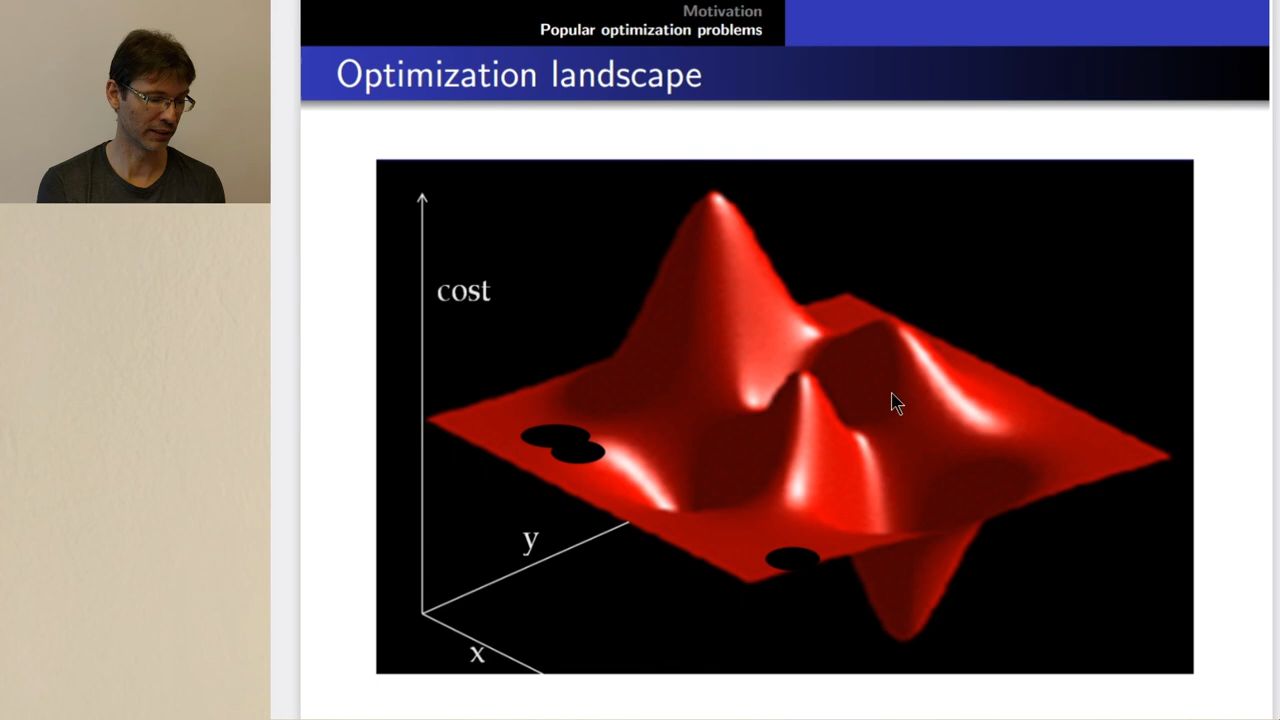 Motivation
Popular optimization problems
Optimization landscape
cost
y
x